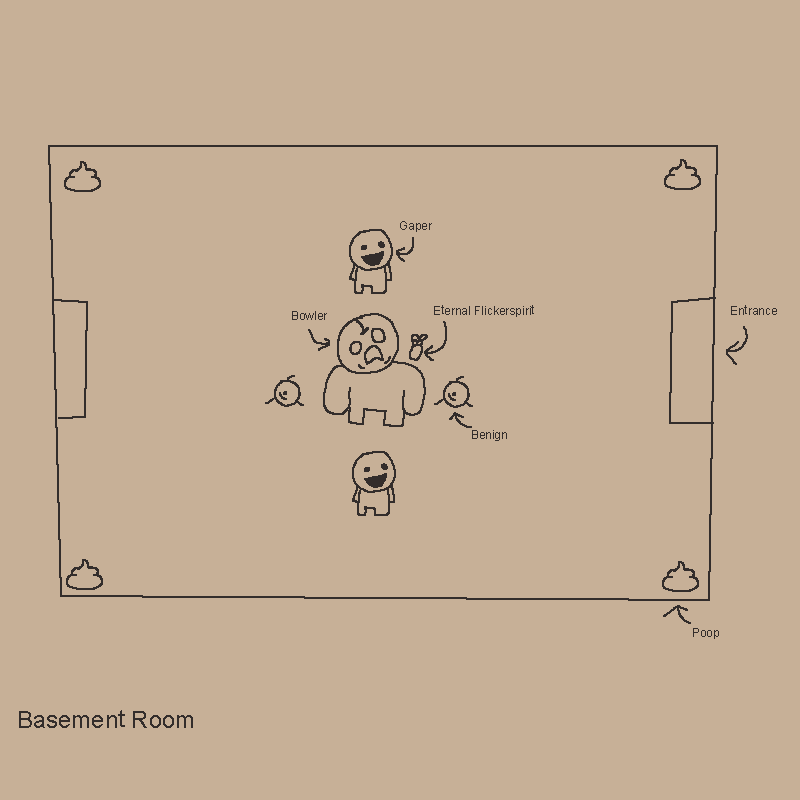 Gaper
Bowler
Eternal Flickerspirit
Entrance
Benign
Poop
Basement Room